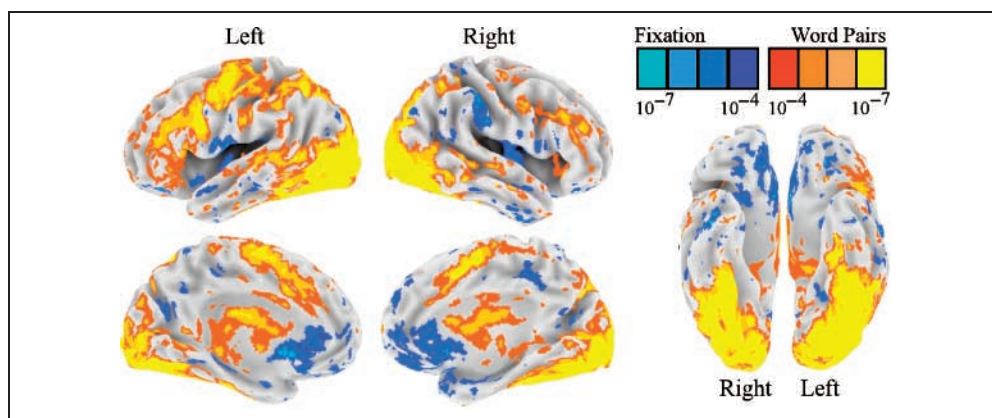 Left Right Fixation Word Pairs
10⁻⁷ 10⁻⁴ 10⁻⁴ 10⁻⁷
Right Left